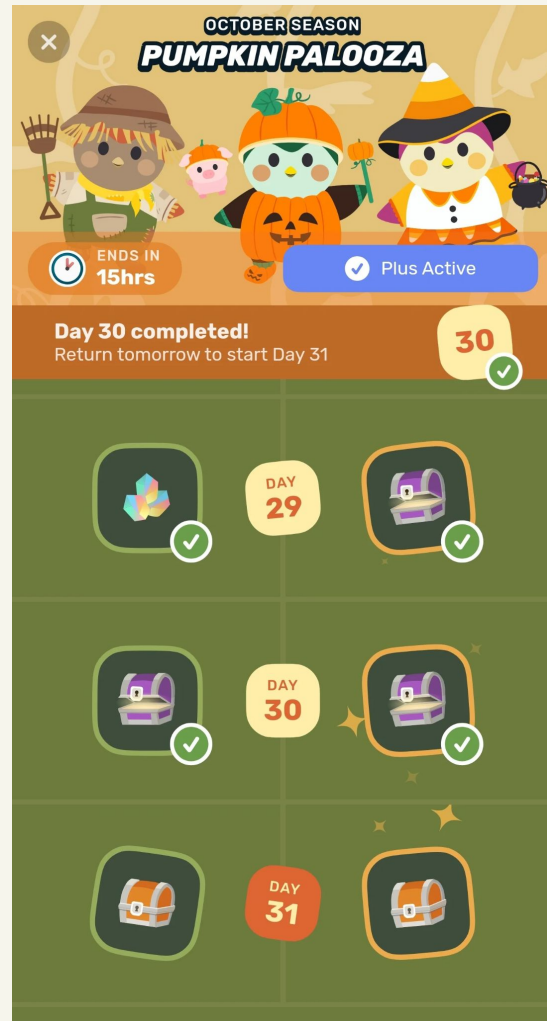 OCTOBER SEASON
PUMPKIN PALOOZA
ENDS IN
15hrs
Plus Active
Day 30 completed!
Return tomorrow to start Day 31
30
DAY
29
DAY
30
DAY
31